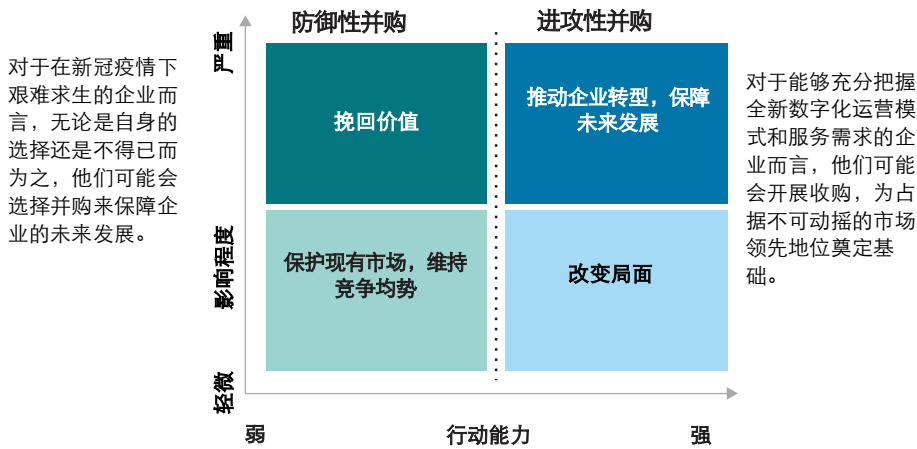 防御性并购
进攻性并购
对于在新冠疫情下
艰难求生的企业而
言，无论是自身的
选择还是不得已而
为之，他们可能会
选择并购来保障企
业的未来发展。
严重
影响程度
轻微
挽回价值
推动企业转型，保障
未来发展
保护现有市场，维持
竞争均势
改变局面
对于能够充分把握
全新数字化运营模
式和服务需求的企
业而言，他们可能
会开展收购，为占
据不可动摇的市场
领先地位奠定基
础。
弱
行动能力
强